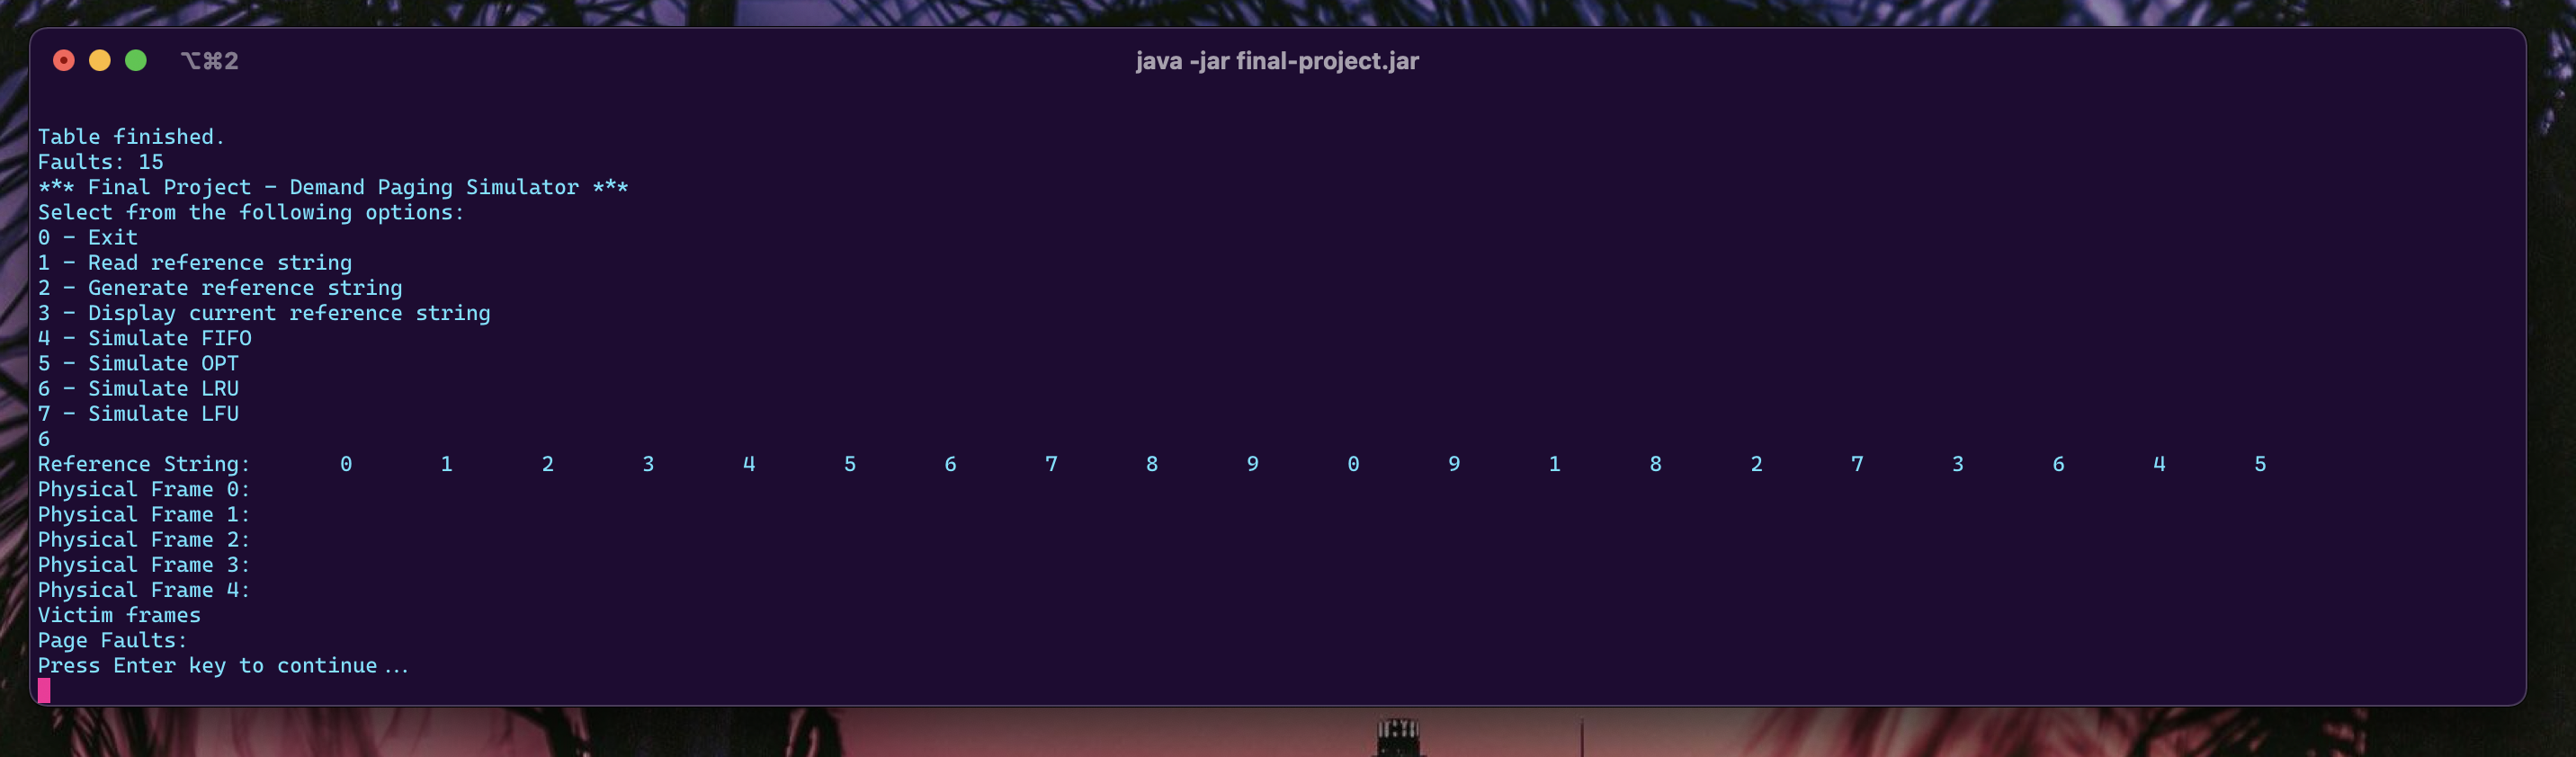 ⌥⌘2 java -jar final-project.jar
Table finished.
Faults: 15
*** Final Project - Demand Paging Simulator ***
Select from the following options:
0 - Exit
1 - Read reference string
2 - Generate reference string
3 - Display current reference string
4 - Simulate FIFO
5 - Simulate OPT
6 - Simulate LRU
7 - Simulate LFU
6
Reference String: 0 1 2 3 4 5 6 7 8 9 0 9 1 8 2 7 3 6 4 5
Physical Frame 0:
Physical Frame 1:
Physical Frame 2:
Physical Frame 3:
Physical Frame 4:
Victim frames
Page Faults:
Press Enter key to continue...